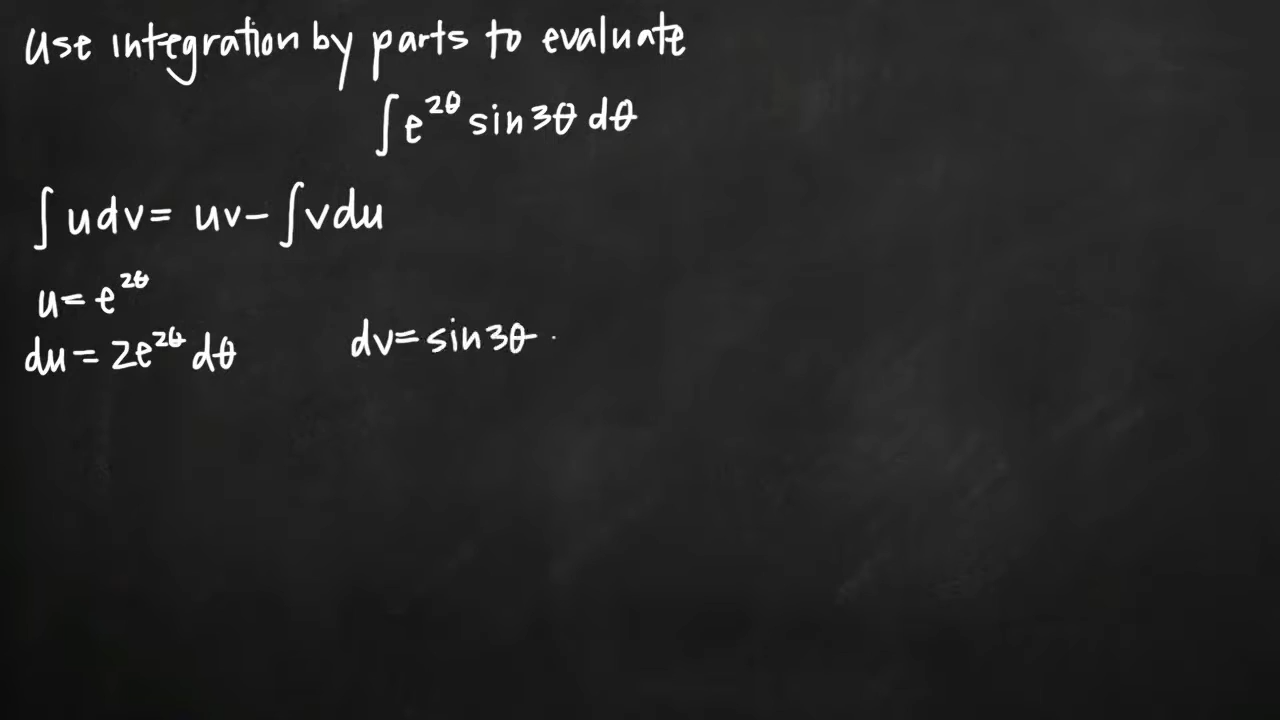 Use integration by parts to evaluate
∫e^{2θ} sin 3θ dθ
∫udv = uv - ∫vdu
u = e^{2θ}
du = 2e^{2θ} dθ    dv = sin 3θ